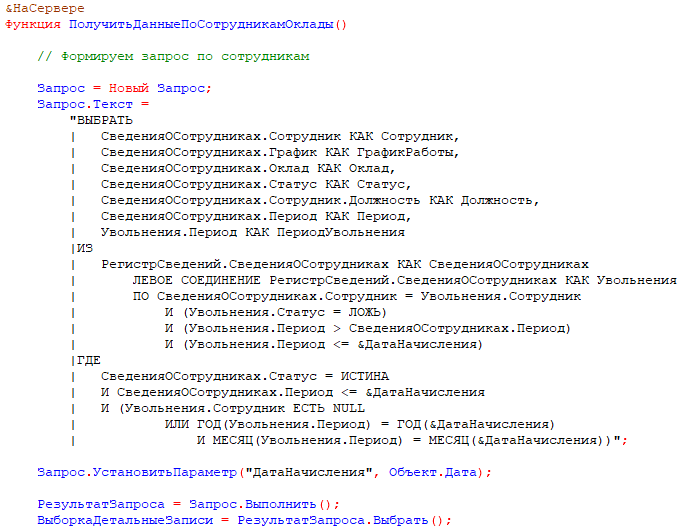 &НаСервере
Функция ПолучитьДанныеПоСотрудникамОклады()
// Формируем запрос по сотрудникам
Запрос = Новый Запрос;
Запрос.Текст =
"ВЫБРАТЬ
| СведенияОСотрудниках.Сотрудник КАК Сотрудник,
| СведенияОСотрудниках.График КАК ГрафикРаботы,
| СведенияОСотрудниках.Оклад КАК Оклад,
| СведенияОСотрудниках.Статус КАК Статус,
| СведенияОСотрудниках.Сотрудник.Должность КАК Должность,
| СведенияОСотрудниках.Период КАК Период,
| Увольнения.Период КАК ПериодУвольнения
|ИЗ
| РегистрСведений.СведенияОСотрудниках КАК СведенияОСотрудниках
| ЛЕВОЕ СОЕДИНЕНИЕ РегистрСведений.СведенияОСотрудниках КАК Увольнения
| ПО СведенияОСотрудниках.Сотрудник = Увольнения.Сотрудник
| И (Увольнения.Статус = ЛОЖЬ)
| И (Увольнения.Период > СведенияОСотрудниках.Период)
| И (Увольнения.Период <= &ДатаНачисления)
|ГДЕ
| СведенияОСотрудниках.Статус = ИСТИНА
| И СведенияОСотрудниках.Период <= &ДатаНачисления
| И (Увольнения.Сотрудник ЕСТЬ NULL
| ИЛИ ГОД(Увольнения.Период) = ГОД(&ДатаНачисления)
| И МЕСЯЦ(Увольнения.Период) = МЕСЯЦ(&ДатаНачисления))";
Запрос.УстановитьПараметр("ДатаНачисления", Объект.Дата);
РезультатЗапроса = Запрос.Выполнить();
ВыборкаДетальныеЗаписи = РезультатЗапроса.Выбрать();